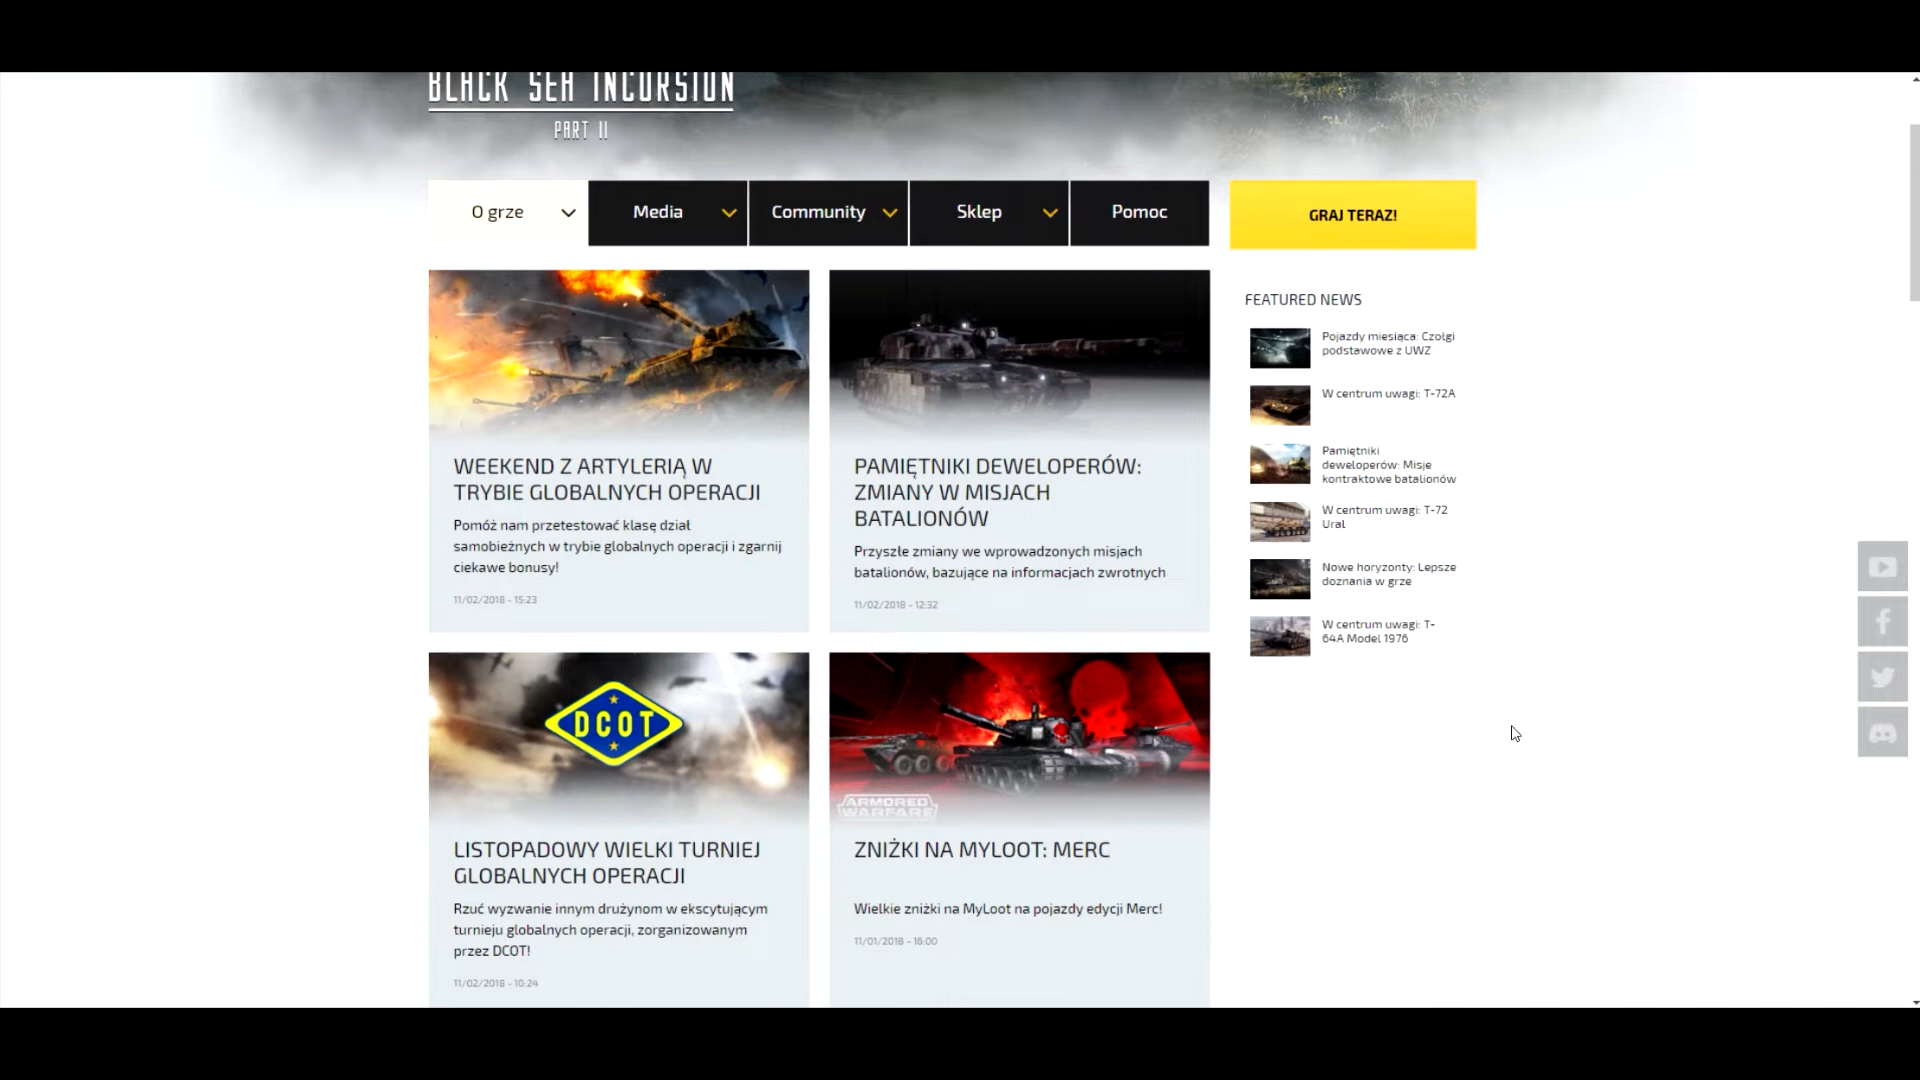 BLACK SEA INCURSION
PART II
O grze
Media
Community
Sklep
Pomoc
GRAJ TERAZ!
WEEKEND Z ARTYLERIĄ W
TRYBIE GLOBALNYCH OPERACJI
Pomóż nam przetestować klasę dział
samobieżnych w trybie globalnych operacji i zgarnij
ciekawe bonusy!
11/02/2018 - 15:23
PAMIĘTNIKI DEWELOPERÓW:
ZMIANY W MISJACH
BATALIONÓW
Przyszłe zmiany we wprowadzonych misjach
batalionów, bazujące na informacjach zwrotnych
11/02/2018 - 12:32
FEATURED NEWS
Pojazdy miesiąca: Czołgi
podstawowe z UWZ
W centrum uwagi: T-72A
Pamiętniki
deweloperów: Misje
kontraktowe batalionów
W centrum uwagi: T-72
Ural
Nowe horyzonty: Lepsze
doznania w grze
W centrum uwagi: T-
64A Model 1976
DCOT
LISTOPADOWY WIELKI TURNIEJ
GLOBALNYCH OPERACJI
Rzuć wyzwanie innym drużynom w ekscytującym
turnieju globalnych operacji, zorganizowanym
przez DCOT!
11/02/2018 - 10:24
ARMORED
WARFARE
ZNIŻKI NA MYLOOT: MERC
Wielkie zniżki na MyLoot na pojazdy edycji Merc!
11/01/2018 - 16:00